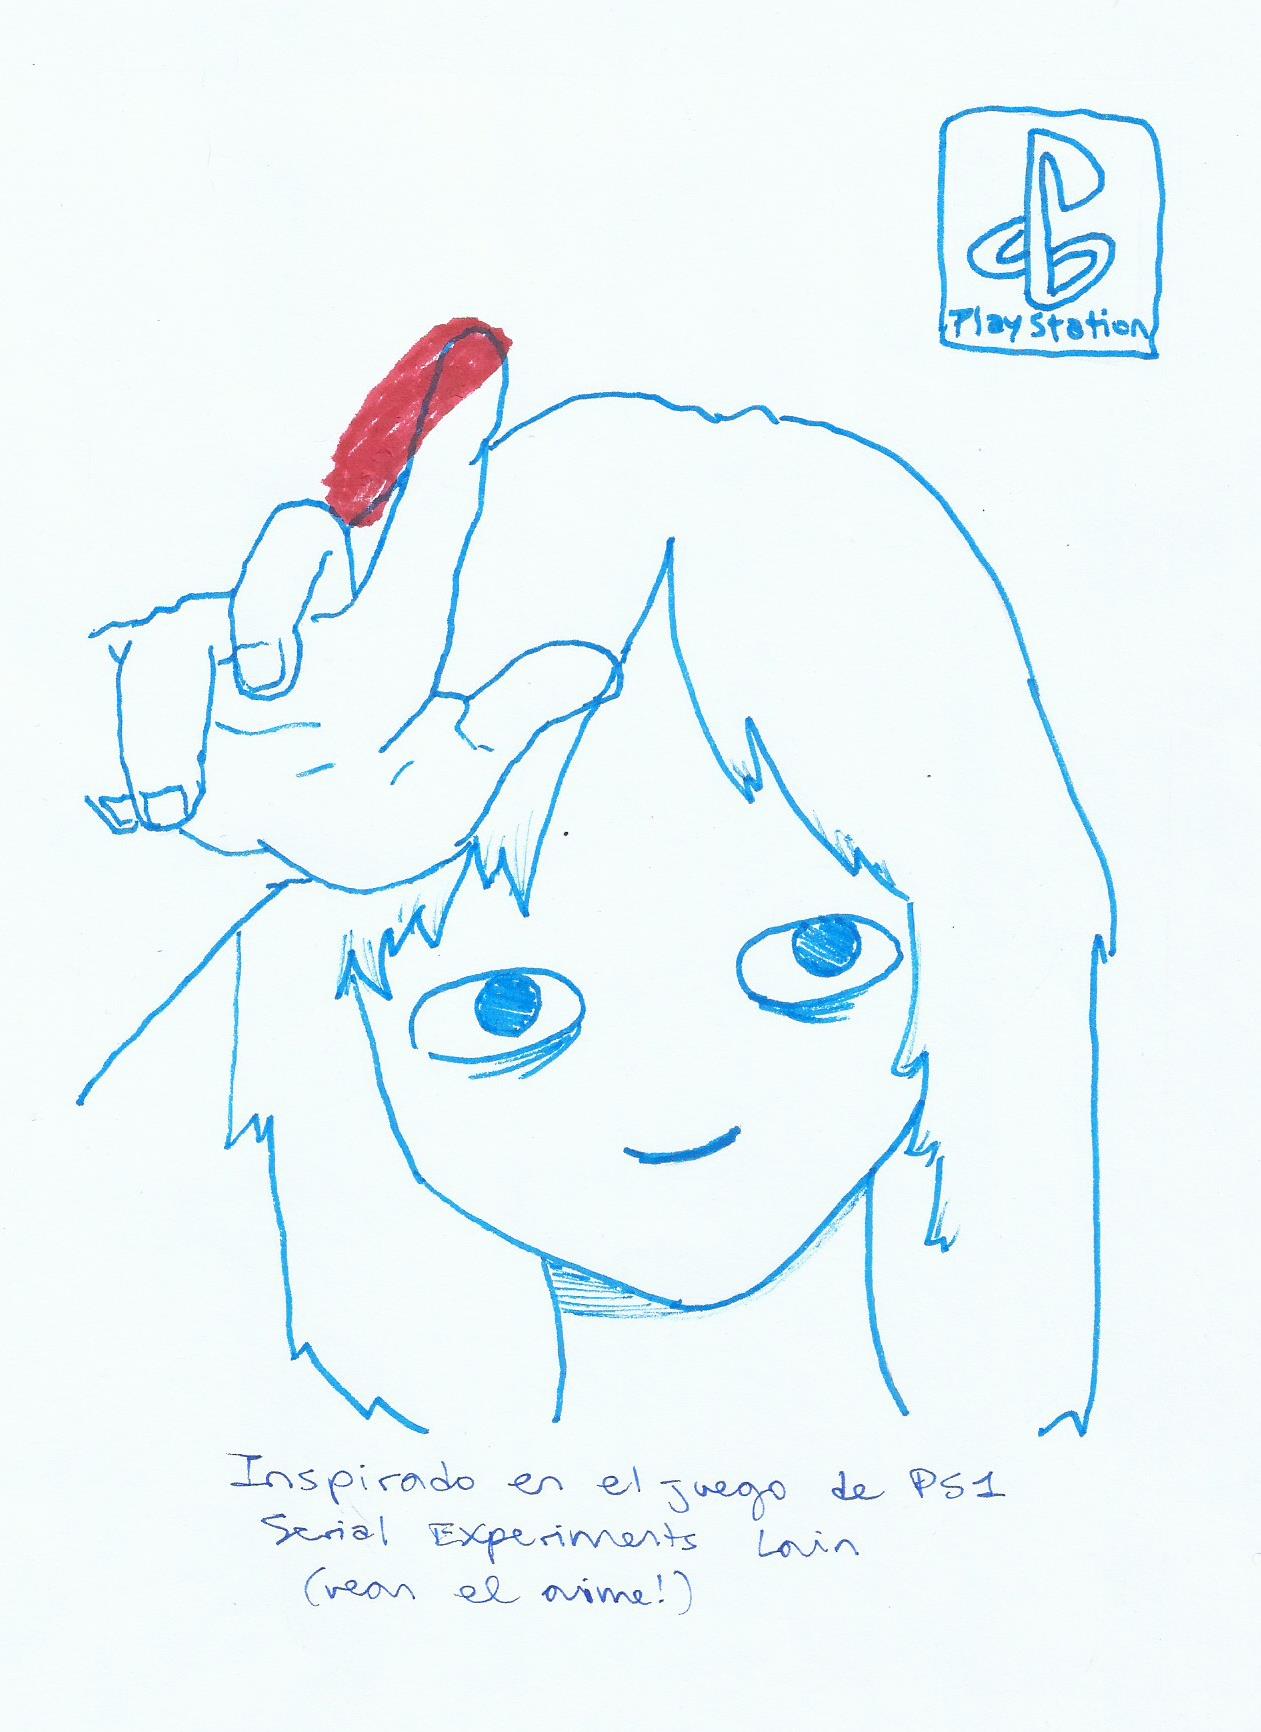 PlayStation
Inspirado en el juego de PS1
Serial Experiments Lain
(vean el anime!)